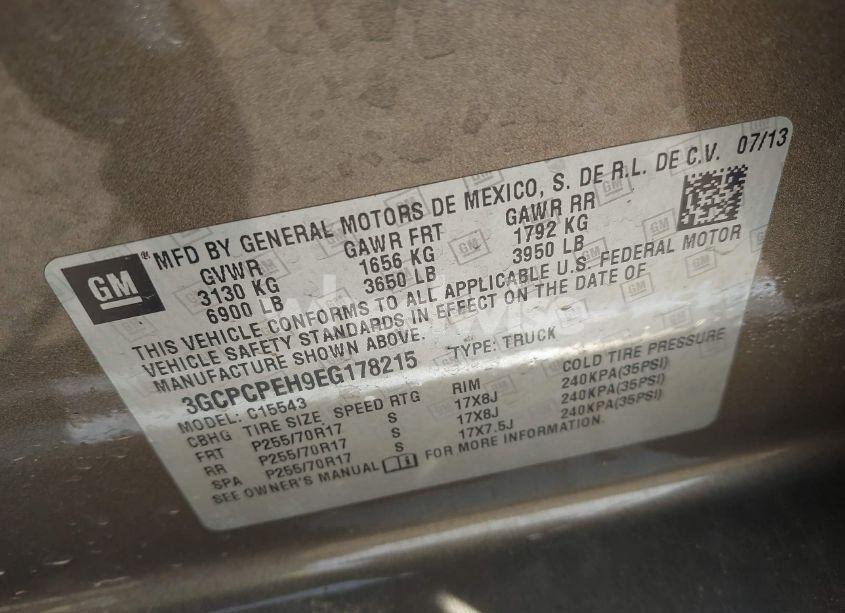 GM
MFD BY GENERAL MOTORS DE MEXICO, S. DE R.L. DE C.V. 07/13
GVWR GAWR FRT GAWR RR
3130 KG 1656 KG 1792 KG
6900 LB 3650 LB 3950 LB
THIS VEHICLE CONFORMS TO ALL APPLICABLE U.S. FEDERAL MOTOR
VEHICLE SAFETY STANDARDS IN EFFECT ON THE DATE OF
MANUFACTURE SHOWN ABOVE.
3GCPCPEH9EG178215 TYPE: TRUCK
MODEL: C15543
CBHG TIRE SIZE SPEED RTG RIM COLD TIRE PRESSURE
FRT P255/70R17 S 17X8J 240KPA(35PSI)
RR P255/70R17 S 17X8J 240KPA(35PSI)
SPA P255/70R17 S 17X7.5J 240KPA(35PSI)
SEE OWNER'S MANUAL FOR MORE INFORMATION.